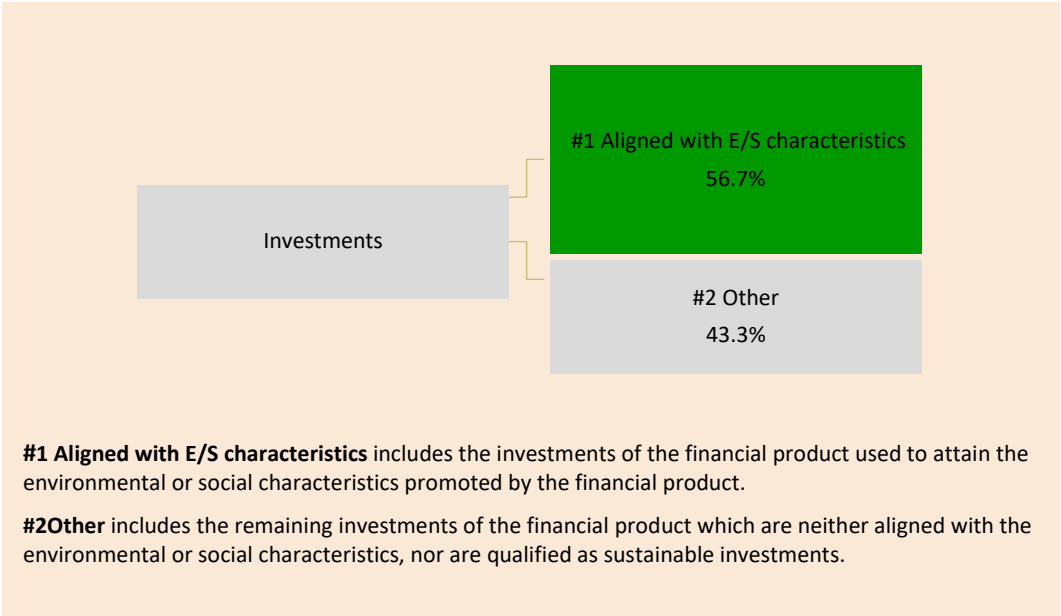 #1 Aligned with E/S characteristics
56.7%
Investments
#2 Other
43.3%
#1 Aligned with E/S characteristics includes the investments of the financial product used to attain the
environmental or social characteristics promoted by the financial product.
#2Other includes the remaining investments of the financial product which are neither aligned with the
environmental or social characteristics, nor are qualified as sustainable investments.